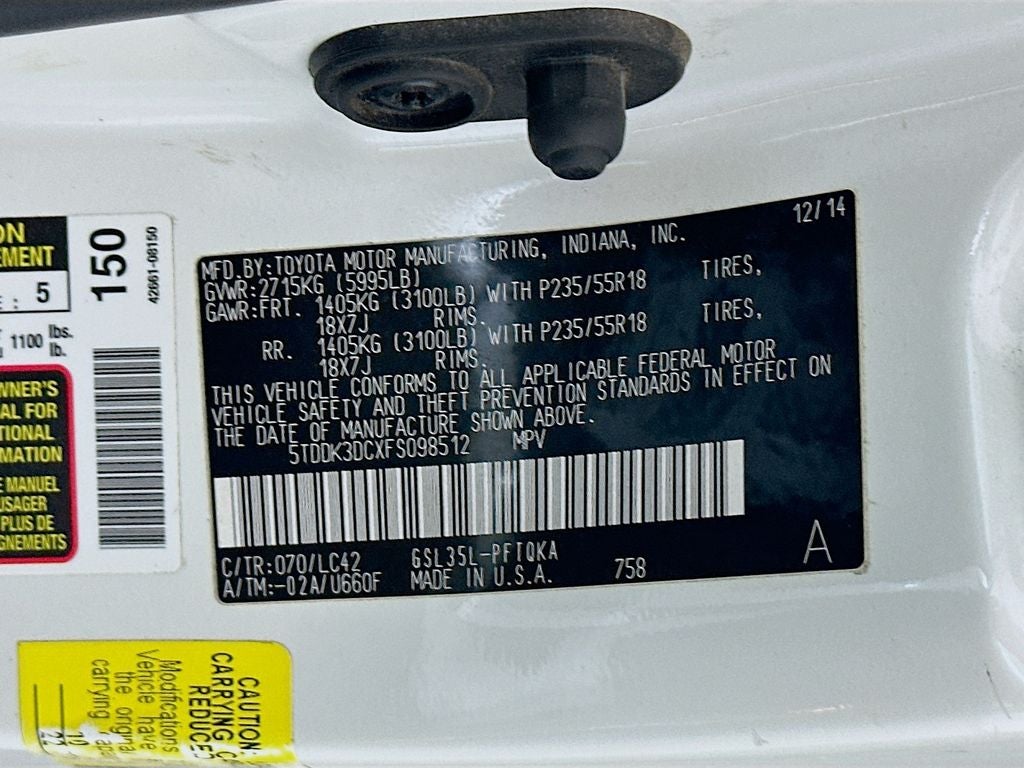 12/14
MFD.BY:TOYOTA MOTOR MANUFACTURING, INDIANA, INC.
GVWR:2715KG (5995LB)
GAWR:FRT. 1405KG (3100LB) WITH P235/55R18 TIRES,
18X7J RIMS.
RR. 1405KG (3100LB) WITH P235/55R18 TIRES,
18X7J RIMS.
THIS VEHICLE CONFORMS TO ALL APPLICABLE FEDERAL MOTOR
VEHICLE SAFETY AND THEFT PREVENTION STANDARDS IN EFFECT ON
THE DATE OF MANUFACTURE SHOWN ABOVE.
5TDDK3DCXFS098512 MPV
C/TR:070/LC42 GSL35L-PFTQKA
A/TM:-02A/U660F MADE IN U.S.A. 758
A
ON
EMENT
E : 5
1100 lbs.
lb.
WNER'S
AL FOR
TIONAL
MATION
E MANUEL
USAGER
PLUS DE
GNEMENTS
150
42661-08150
CAUTION:
CARRYING C
REDUCED
Modifications
Vehicle have
the original
carrying